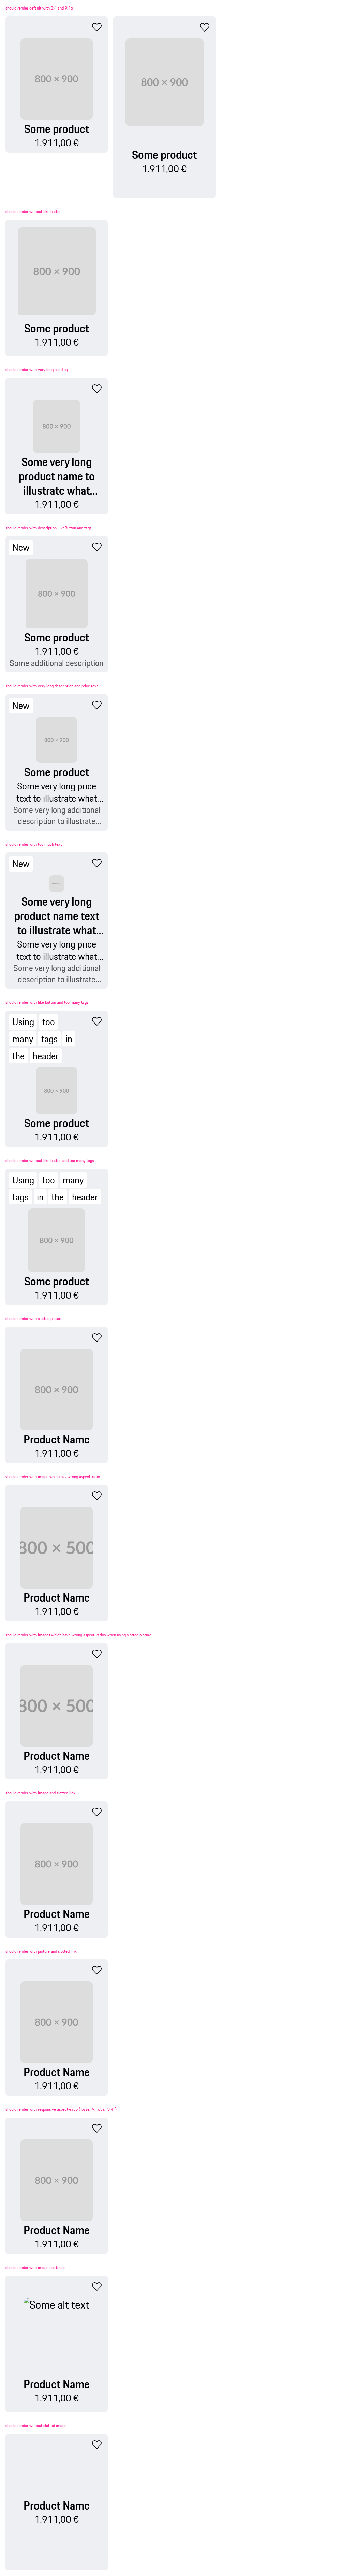 should render default with 3:4 and 9:16
800 × 900
800 × 900
Some product
1.911,00 €
Some product
1.911,00 €
should render without like button
800 × 900
Some product
1.911,00 €
should render with very long heading
800 × 900
Some very long
product name to
illustrate what…
1.911,00 €
should render with description, likeButton and tags
New
800 × 900
Some product
1.911,00 €
Some additional description
should render with very long description and price text
New
800 × 900
Some product
Some very long price
text to illustrate what…
Some very long additional
description to illustrate…
should render with too much text
New
Some very long
product name text
to illustrate what…
Some very long price
text to illustrate what…
Some very long additional
description to illustrate…
should render with like button and too many tags
Using too
many tags in
the header
800 × 900
Some product
1.911,00 €
should render without like button and too many tags
Using too many
tags in the header
800 × 900
Some product
1.911,00 €
should render with slotted picture
800 × 900
Product Name
1.911,00 €
should render with image which has wrong aspect ratio
800 × 500
Product Name
1.911,00 €
should render with images which have wrong aspect ratios when using slotted picture
800 × 500
Product Name
1.911,00 €
should render with image and slotted link
800 × 900
Product Name
1.911,00 €
should render with picture and slotted link
800 × 900
Product Name
1.911,00 €
should render with responsive aspect-ratio { base: '9:16', s: '3:4' }
800 × 900
Product Name
1.911,00 €
should render with image not found
Some alt text
Product Name
1.911,00 €
should render without slotted image
Product Name
1.911,00 €